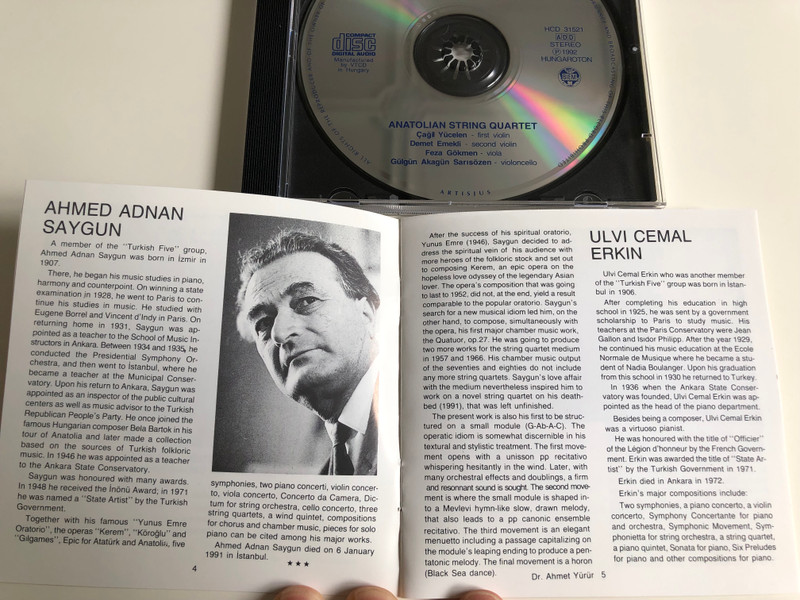 COMPACT
disc
DIGITAL AUDIO
Manufactured
by VTCD
in Hungary
HCD 31521
ADD
STEREO
Ⓟ 1992
HUNGAROTON
ANATOLIAN STRING QUARTET
Çağıl Yücelen - first violin
Demet Emekli - second violin
Feza Gökmen - viola
Gülgün Akagün Sarısözen - violoncello
ARTISJUS
AHMED ADNAN
SAYGUN
A member of the "Turkish Five" group,
Ahmed Adnan Saygun was born in İzmir in
1907.
There, he began his music studies in piano,
harmony and counterpoint. On winning a state
examination in 1928, he went to Paris to con-
tinue his studies in music. He studied with
Eugene Borrel and Vincent d'Indy in Paris. On
returning home in 1931, Saygun was ap-
pointed as a teacher to the School of Music In-
structors in Ankara. Between 1934 and 1935, he
conducted the Presidential Symphony Or-
chestra, and then went to İstanbul, where he
became a teacher at the Municipal Conser-
vatory. Upon his return to Ankara, Saygun was
appointed as an inspector of the public cultural
centers as well as music advisor to the Turkish
Republican People's Party. He once joined the
famous Hungarian composer Bela Bartok in his
tour of Anatolia and later made a collection
based on the sources of Turkish folkloric
music. In 1946 he was appointed as a teacher
to the Ankara State Conservatory.
Saygun was honoured with many awards.
In 1948 he received the İnönü Award; in 1971
he was named a "State Artist" by the Turkish
Government.
Together with his famous "Yunus Emre
Oratorio", the operas "Kerem", "Köroğlu" and
"Gilgames", Epic for Atatürk and Anatolia, five
4
symphonies, two piano concerti, violin concer-
to, viola concerto, Concerto da Camera, Dic-
tum for string orchestra, cello concerto, three
string quartets, a wind quintet, compositions
for chorus and chamber music, pieces for solo
piano can be cited among his major works.
Ahmed Adnan Saygun died on 6 January
1991 in İstanbul.
★★★
After the success of his spiritual oratorio,
Yunus Emre (1946), Saygun decided to ad-
dress the spiritual vein of his audience with
more heroes of the folkloric stock and set out
to composing Kerem, an epic opera on the
hopeless love odyssey of the legendary Asian
lover. The opera's composition that was going
to last to 1952, did not, at the end, yield a result
comparable to the popular oratorio. Saygun's
search for a new musical idiom led him, on the
other hand, to compose, simultaneously with
the opera, his first major chamber music work,
the Quatuor, op.27. He was going to produce
two more works for the string quartet medium
in 1957 and 1966. His chamber music output
of the seventies and eighties do not include
any more string quartets. Saygun's love affair
with the medium nevertheless inspired him to
work on a novel string quartet on his death-
bed (1991), that was left unfinished.
The present work is also his first to be struc-
tured on a small module (G-Ab-A-C). The
operatic idiom is somewhat discernible in his
textural and stylistic treatment. The first move-
ment opens with a unisson pp recitativo
whispering hesitantly in the wind. Later, with
many orchestral effects and doublings, a firm
and resonnant sound is sought. The second move-
ment is where the small module is shaped in-
to a Mevlevi hymn-like slow, drawn melody,
that also leads to a pp canonic ensemble
recitativo. The third movement is an elegant
menuetto including a passage capitalizing on
the module's leaping ending to produce a pen-
tatonic melody. The final movement is a horon
(Black Sea dance).
ULVI CEMAL
ERKIN
Ulvi Cemal Erkin who was another member
of the "Turkish Five" group was born in İstan-
bul in 1906.
After completing his education in high
school in 1925, he was sent by a government
scholarship to Paris to study music. His
teachers at the Paris Conservatory were Jean
Gallon and Isidor Philipp. After the year 1929,
he continued his music education at the Ecole
Normale de Musique where he became a stu-
dent of Nadia Boulanger. Upon his graduation
from this school in 1930 he returned to Turkey.
In 1936 when the Ankara State Conser-
vatory was founded, Ulvi Cemal Erkin was ap-
pointed as the head of the piano department.
Besides being a composer, Ulvi Cemal Erkin
was a virtuoso pianist.
He was honoured with the title of "Officier"
of the Légion d'honneur by the French Govern-
ment. Erkin was awarded the title of "State Ar-
tist" by the Turkish Government in 1971.
Erkin died in Ankara in 1972.
Erkin's major compositions include:
Two symphonies, a piano concerto, a violin
concerto, Symphony Concertante for piano
and orchestra, Symphonic Movement, Sym-
phonietta for string orchestra, a string quartet,
a piano quintet, Sonata for piano, Six Preludes
for piano and other compositions for piano.
Dr. Ahmet Yürür 5